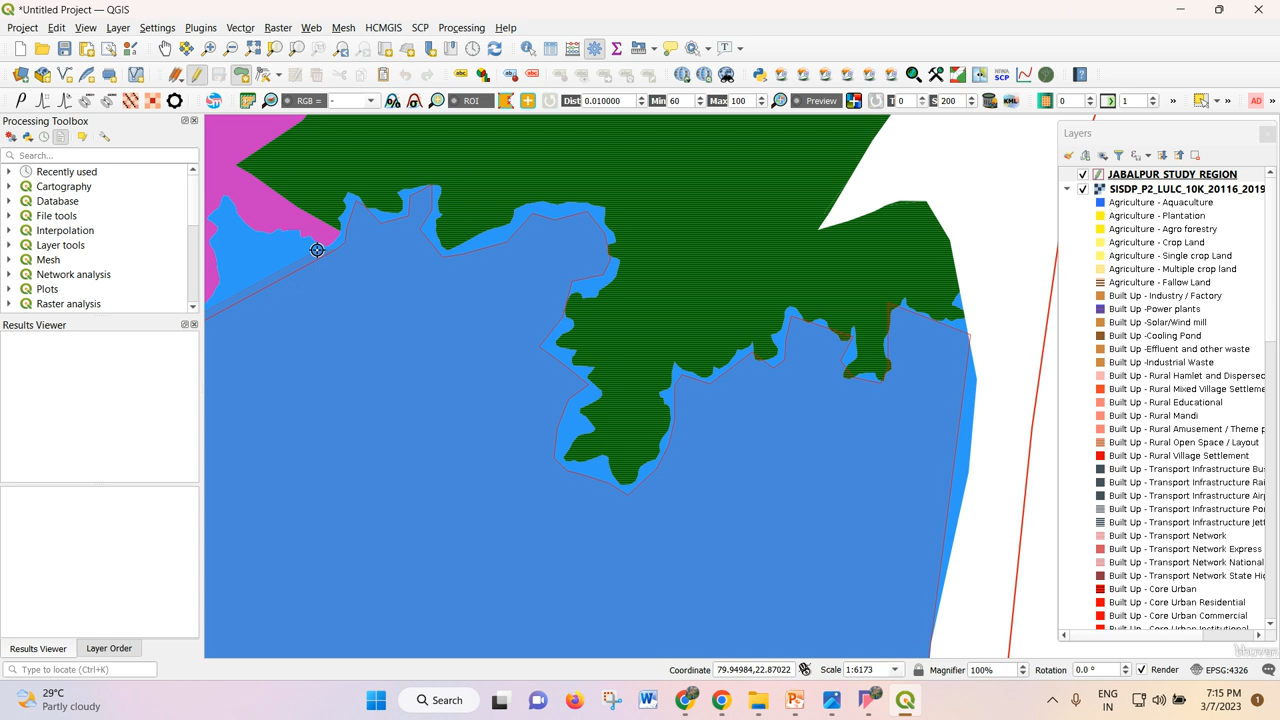 *Untitled Project — QGIS
Project Edit View Layer Settings Plugins Vector Raster Web Mesh HCMGIS SCP Processing Help
RGB = - ROI Dist 0.010000 Min 60 Max 100 Preview T 0 S 200 KML 0 1 » » AD »
Processing Toolbox
Search...
Recently used
Cartography
Database
File tools
Interpolation
Layer tools
Mesh
Network analysis
Plots
Raster analysis
Results Viewer
Layers
JABALPUR STUDY REGION
SISDP_P2_LULC_10K_20116_2019
Agriculture - Aquaculture
Agriculture - Plantation
Agriculture - Agro forestry
Agriculture - Crop Land
Agriculture - Single crop Land
Agriculture - Multiple crop land
Agriculture - Fallow Land
Built Up - Industry / Factory
Built Up -Power plants
Built Up -Solar/Wind mill
Built Up -Cooling Pond
Built Up -Effluent and other waste
Built Up -Industrial Waste
Built Up - Rural Hamlet and Dispersed
Built Up - Rural Mixed Village Settleme
Built Up - Rural Educational
Built Up - Rural Mandi
Built Up - Rural Amusement / Theme p
Built Up - Rural Open Space / Layout
Built Up - Rural Village Settlement
Built Up - Transport Infrastructure Bu
Built Up - Transport Infrastructure Rai
Built Up - Transport Infrastructure Air
Built Up - Transport Infrastructure Po
Built Up - Transport Infrastructure Jet
Built Up - Transport Network
Built Up - Transport Network Express
Built Up - Transport Network National
Built Up - Transport Network State Hi
Built Up - Core Urban
Built Up - Core Urban Residential
Built Up - Core Urban Commercial
Built Up - Core Urban Institutional
Results Viewer Layer Order
Type to locate (Ctrl+K) Coordinate 79.94984,22.87022 Scale 1:6173 Magnifier 100% Rotation 0.0 ° Render EPSG:4326
29°C
Partly cloudy
Search
ENG
IN
7:15 PM
3/7/2023